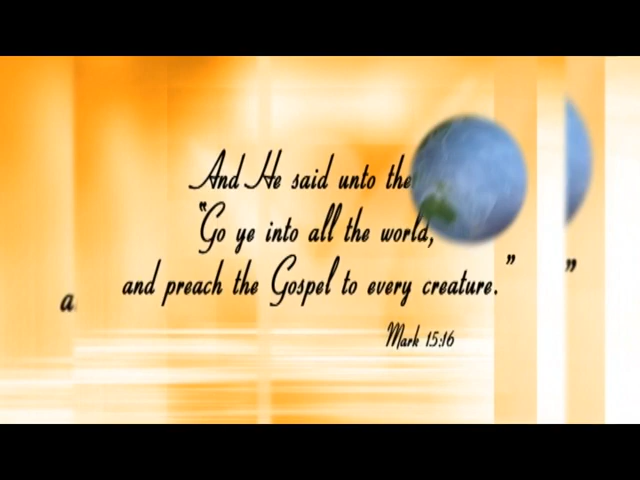 And He said unto the
“Go ye into all the world,
and preach the Gospel to every creature.”
a
”
Mark 15:16